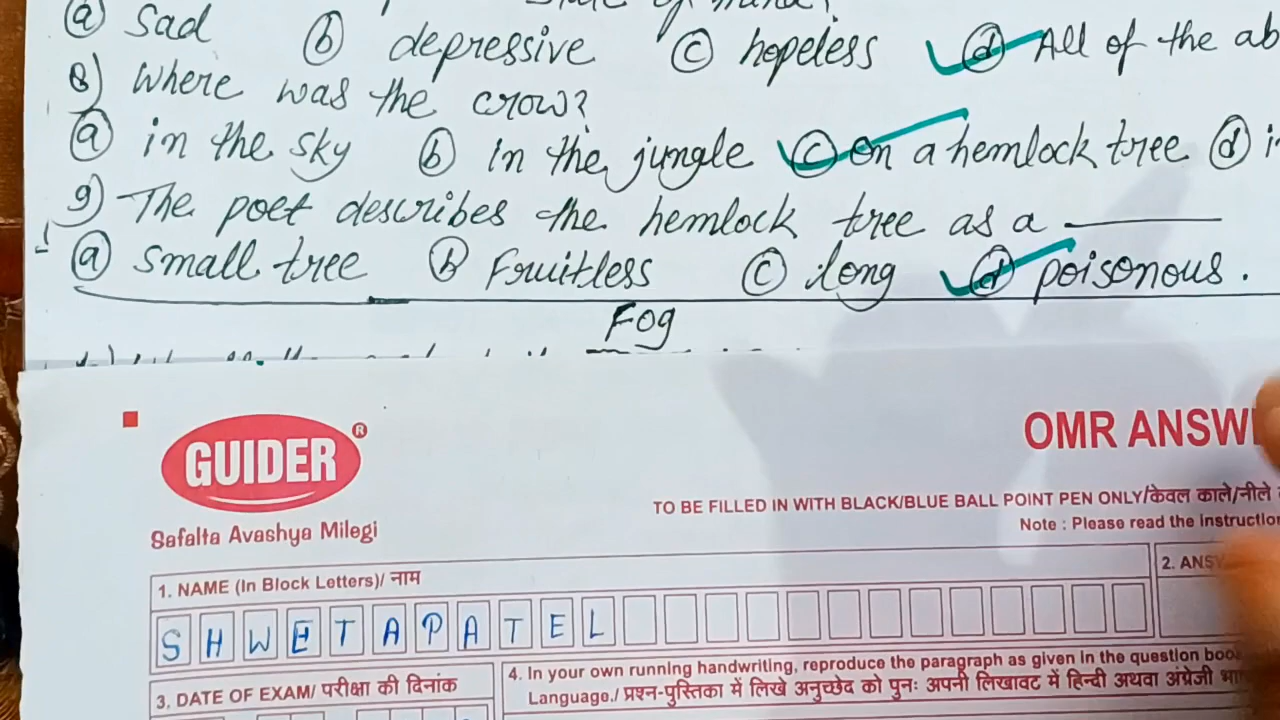 state of mind?
ⓐ Sad ⓑ depressive ⓒ hopeless ⓓ All of the ab
8) Where was the crow?
ⓐ in the sky ⓑ in the jungle ⓒ on a hemlock tree ⓓ
9) The poet describes the hemlock tree as a ______
ⓐ small tree ⓑ Fruitless ⓒ long ⓓ poisonous.
Fog
GUIDER ®
Safalta Avashya Milegi
OMR ANSW
TO BE FILLED IN WITH BLACK/BLUE BALL POINT PEN ONLY/केवल काले/नीले
Note : Please read the instruction
1. NAME (In Block Letters)/ नाम
2. ANS
SHWETAPATEL
3. DATE OF EXAM/ परीक्षा की दिनांक
4. In your own running handwriting, reproduce the paragraph as given in the question boo
Language./ प्रश्न-पुस्तिका में लिखे अनुच्छेद को पुनः अपनी लिखावट में हिन्दी अथवा अंग्रेजी